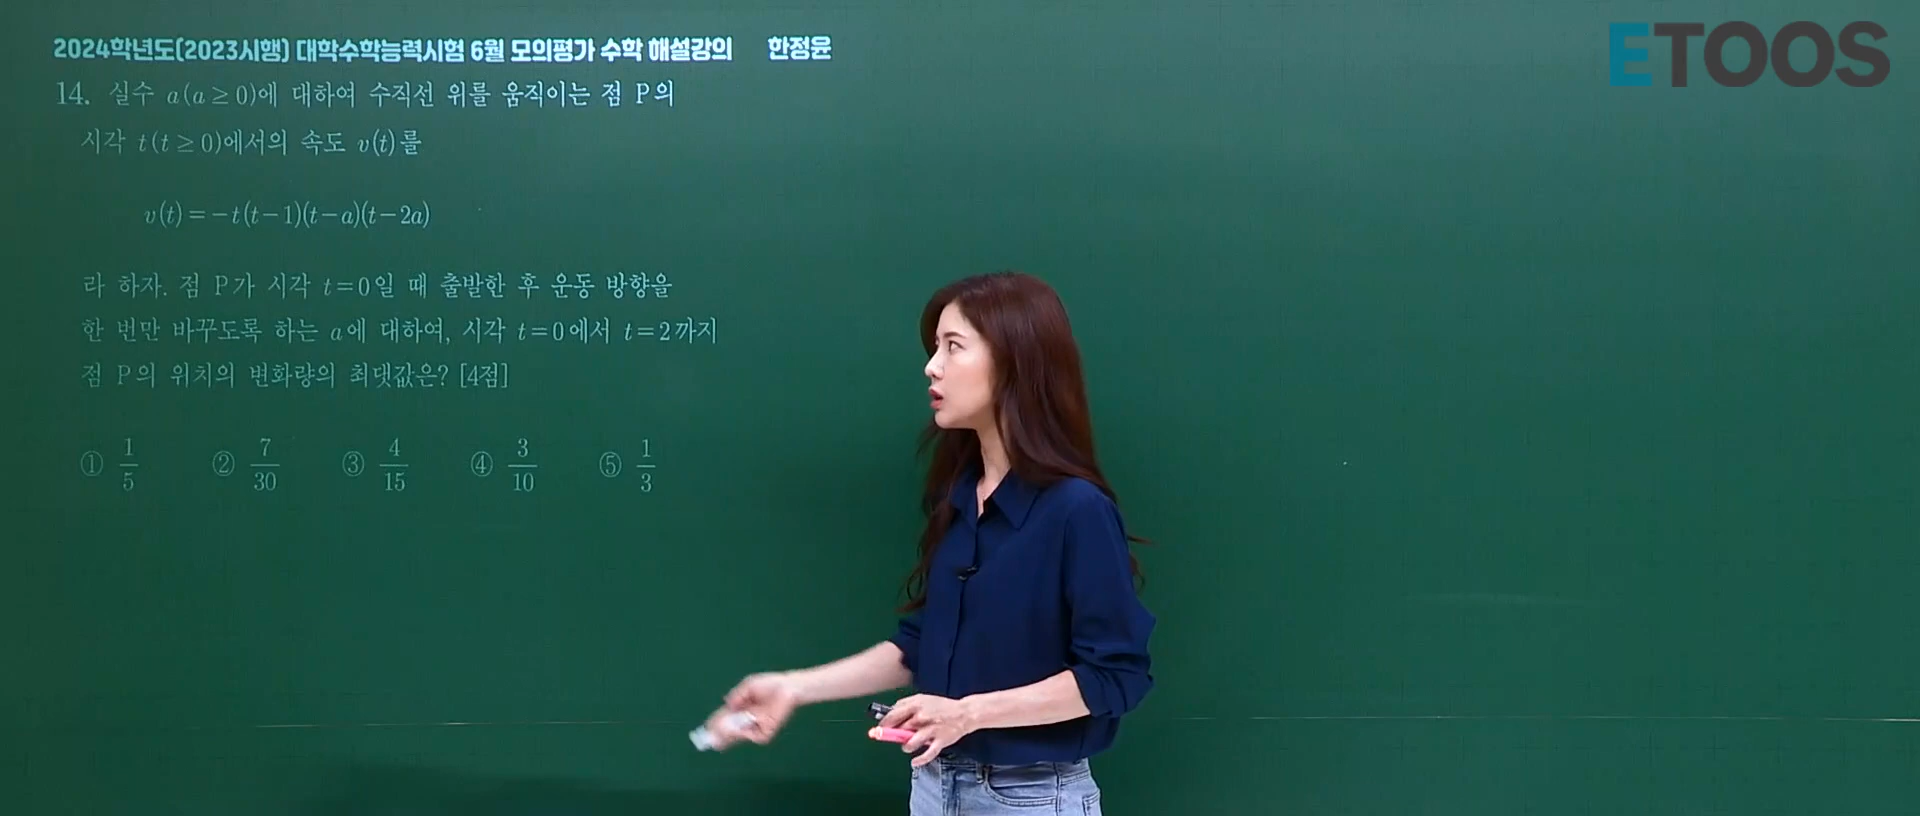 2024학년도(2023시행) 대학수학능력시험 6월 모의평가 수학 해설강의 한정윤
ETOOS
14. 실수 a(a≥0)에 대하여 수직선 위를 움직이는 점 P의
시각 t(t≥0)에서의 속도 v(t)를
v(t)=-t(t-1)(t-a)(t-2a)
라 하자. 점 P가 시각 t=0일 때 출발한 후 운동 방향을
한 번만 바꾸도록 하는 a에 대하여, 시각 t=0에서 t=2까지
점 P의 위치의 변화량의 최댓값은? [4점]
① 1/5 ② 7/30 ③ 4/15 ④ 3/10 ⑤ 1/3